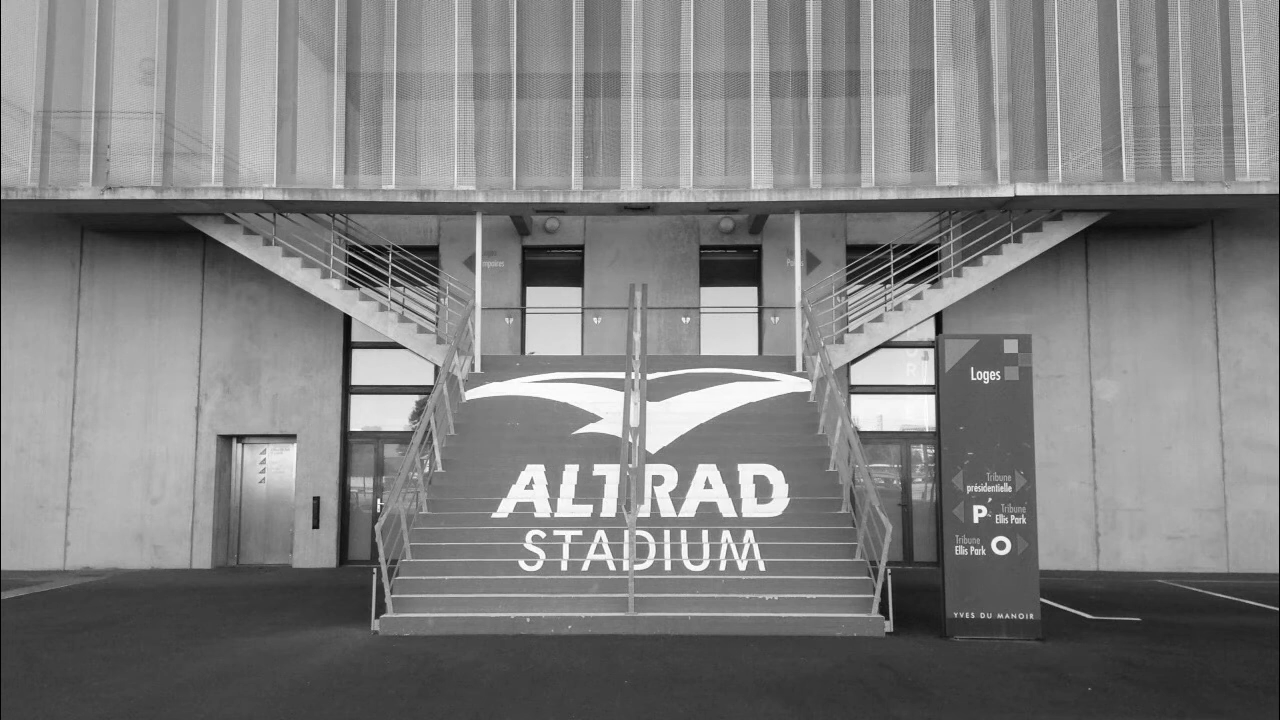 Loges
ALTRAD
STADIUM
Tribune
présidentielle
P
Tribune
Ellis Park
Tribune
Ellis Park
O
YVES DU MANOIR